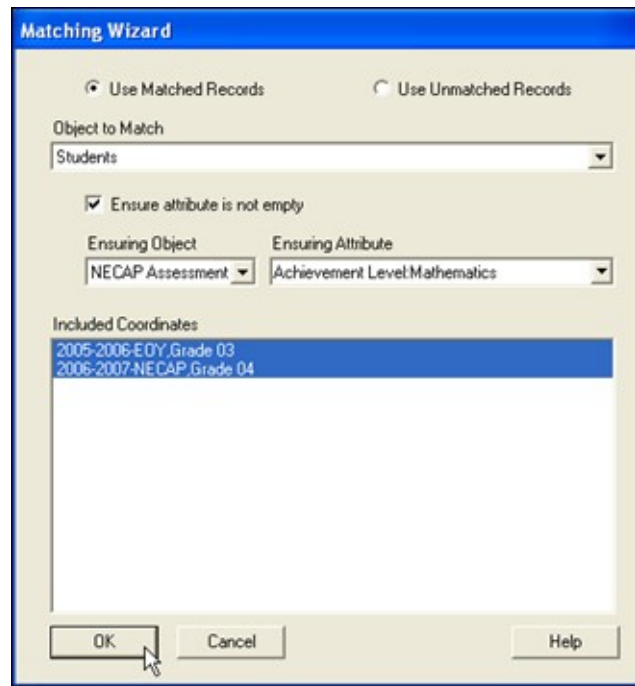 Matching Wizard
Use Matched Records Use Unmatched Records
Object to Match
Students
Ensure attribute is not empty
Ensuring Object Ensuring Attribute
NECAP Assessment Achievement Level:Mathematics
Included Coordinates
2005-2006-EOY,Grade 03
2006-2007-NECAP,Grade 04
OK Cancel Help